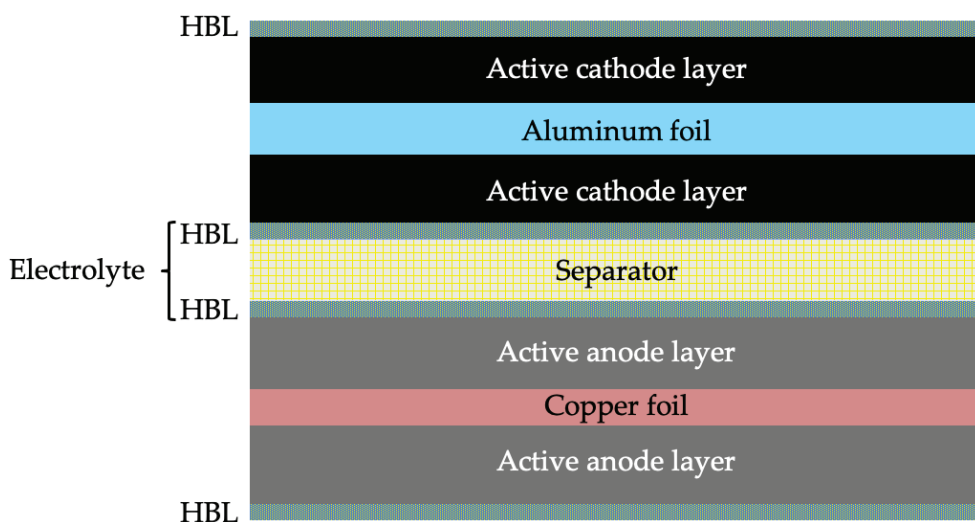 HBL
Active cathode layer
Aluminum foil
Active cathode layer
HBL
Electrolyte
Separator
HBL
Active anode layer
Copper foil
Active anode layer
HBL